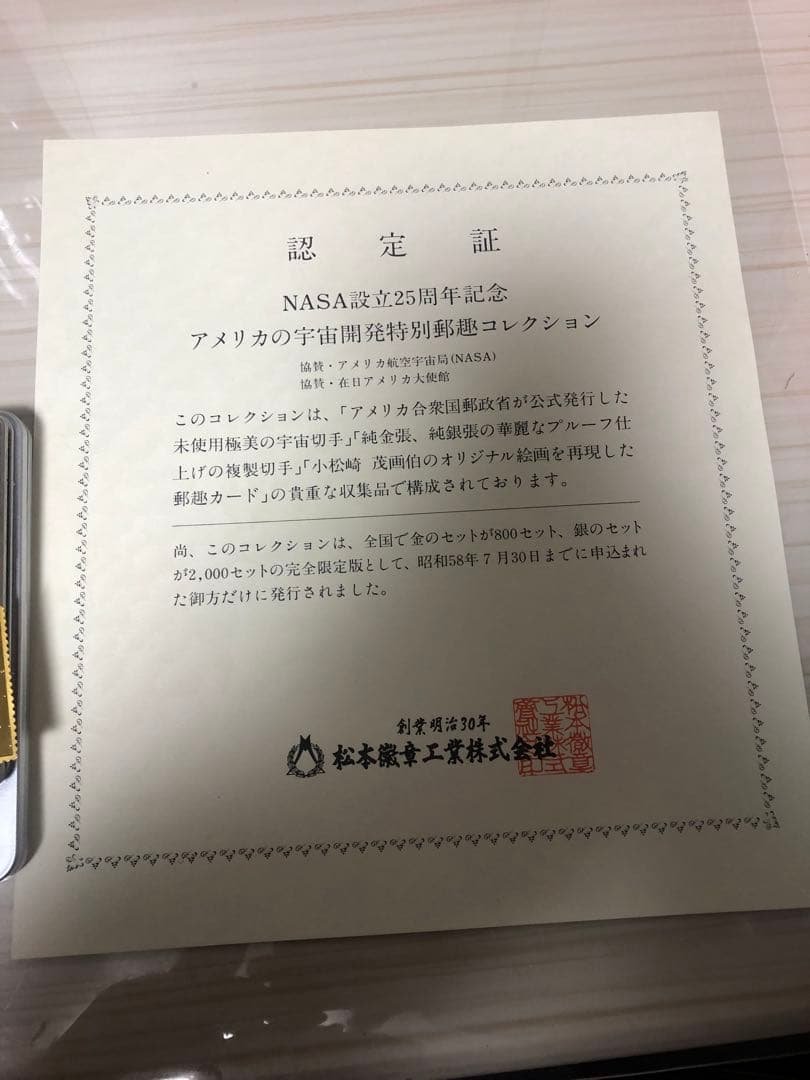 認定証
NASA設立25周年記念
アメリカの宇宙開発特別郵趣コレクション
協賛・アメリカ航空宇宙局(NASA)
協賛・在日アメリカ大使館
このコレクションは、「アメリカ合衆国郵政省が公式発行した
未使用極美の宇宙切手」「純金張、純銀張の華麗なプルーフ仕
上げの複製切手」「小松崎 茂画伯のオリジナル絵画を再現した
郵趣カード」の貴重な収集品で構成されております。
尚、このコレクションは、全国で金のセットが800セット、銀のセット
が2,000セットの完全限定版として、昭和58年7月30日までに申込まれ
た御方だけに発行されました。
創業明治30年
松本徽章工業株式会社